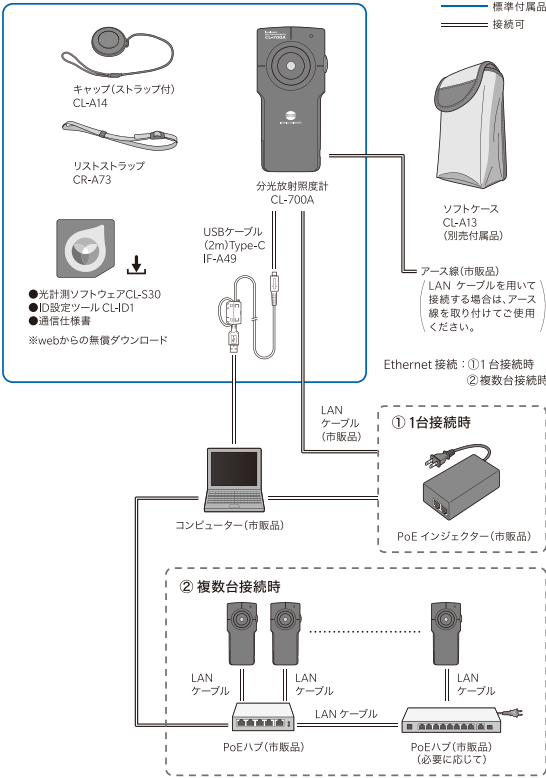 標準付属品
接続可
キャップ（ストラップ付）
CL-A14
リストストラップ
CR-A73
CL-700A
分光放射照度計
CL-700A
ソフトケース
CL-A13
（別売付属品）
USBケーブル
（2m）Type-C
IF-A49
●光計測ソフトウェアCL-S30
●ID設定ツール CL-ID1
●通信仕様書
※webからの無償ダウンロード
アース線（市販品）
LAN ケーブルを用いて
接続する場合は、アース
線を取り付けてご使用
ください。
Ethernet 接続：①1 台接続時
②複数台接続時
LAN
ケーブル
（市販品）
① 1台接続時
PoE インジェクター（市販品）
コンピューター（市販品）
② 複数台接続時
LAN
ケーブル
LAN
ケーブル
LAN
ケーブル
LAN ケーブル
PoEハブ（市販品）
PoEハブ（市販品）
（必要に応じて）